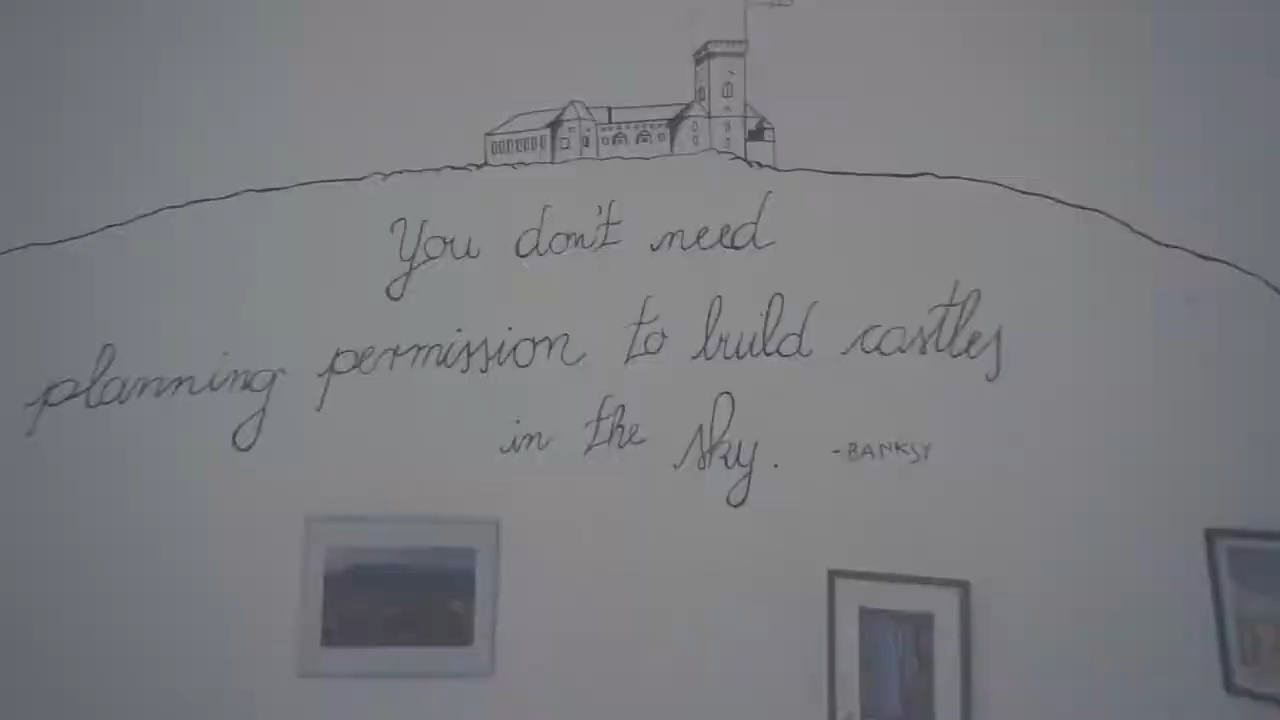 You don't need
planning permission to build castles
in the sky. -BANKSY